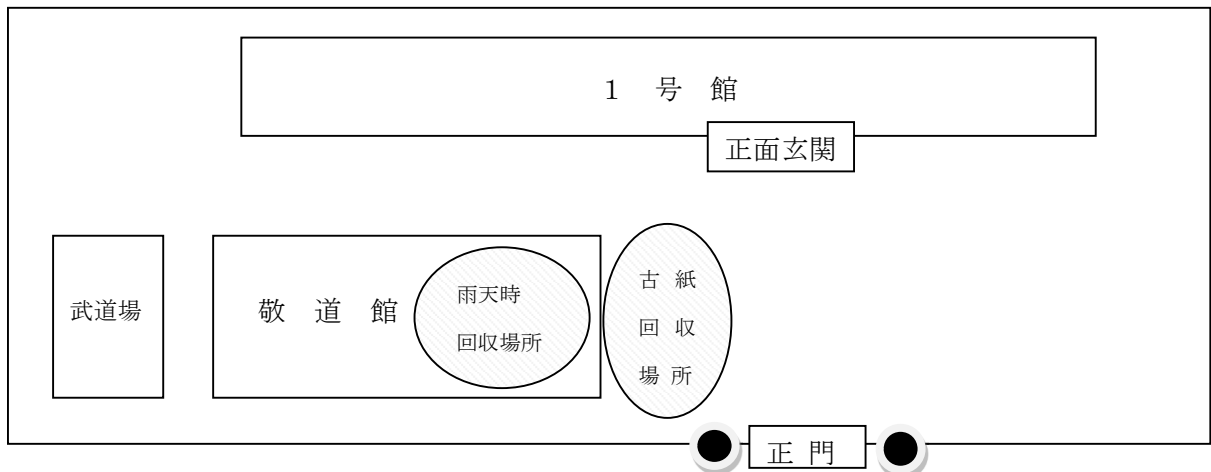 １ 号 館
正面玄関
武道場
敬 道 館
雨天時
回収場所
古 紙
回 収
場 所
正 門